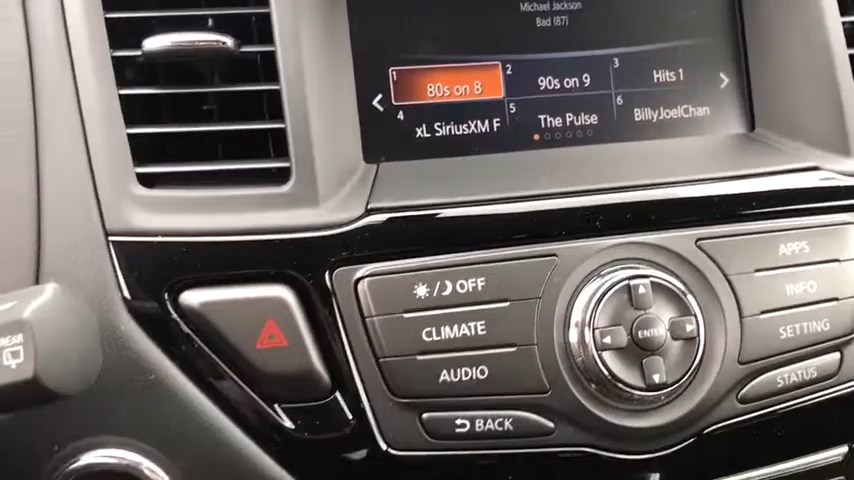 Michael Jackson
Bad (87)
1 80s on 8
2 90s on 9
3 Hits 1
4 xL SiriusXM F
5 The Pulse
6 BillyJoelChan
APPS
OFF
INFO
CLIMATE
ENTER
SETTING
AUDIO
STATUS
BACK
REAR